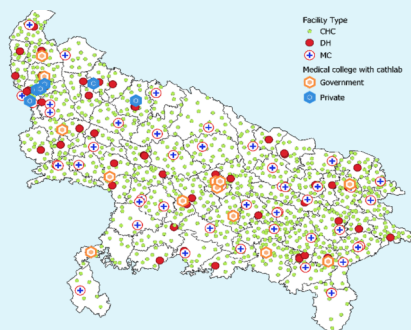 Facility Type
CHC
DH
MC
Medical college with cathlab
Government
Private